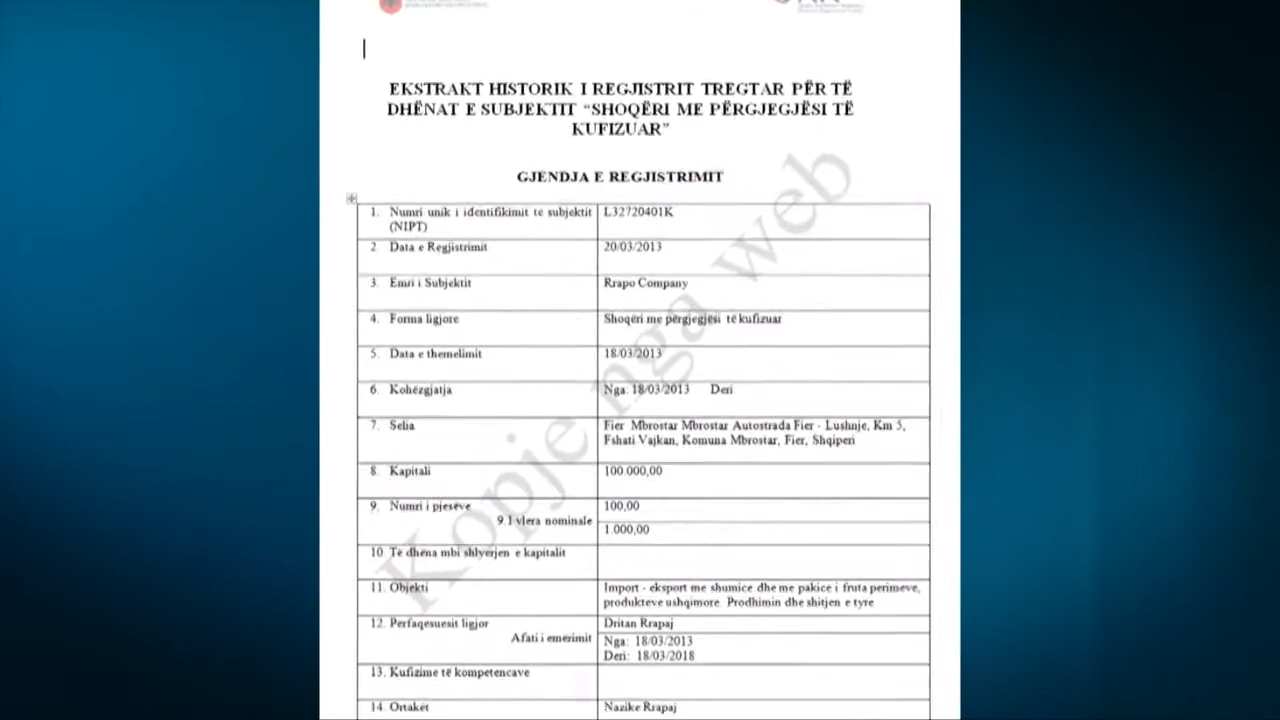 EKSTRAKT HISTORIK I REGJISTRIT TREGTAR PËR TË
DHËNAT E SUBJEKTIT “SHOQËRI ME PËRGJEGJËSI TË
KUFIZUAR”
GJENDJA E REGJISTRIMIT
1. Numri unik i identifikimit te subjektit
(NIPT)
L32720401K
2. Data e Regjistrimit
20/03/2013
3. Emri i Subjektit
Rrapo Company
4. Forma ligjore
Shoqëri me përgjegjësi të kufizuar
5. Data e themelimit
18/03/2013
6. Kohëzgjatja
Nga: 18/03/2013 Deri
7. Selia
Fier Mbrostar Mbrostar Autostrada Fier - Lushnje, Km 5,
Fshati Vajkan, Komuna Mbrostar, Fier, Shqiperi
8. Kapitali
100.000,00
9. Numri i pjesëve
100,00
9.1 vlera nominale
1.000,00
10. Të dhëna mbi shlyerjen e kapitalit
11. Objekti
Import - eksport me shumice dhe me pakice i fruta perimeve,
produkteve ushqimore. Prodhimin dhe shitjen e tyre
12. Përfaqësuesit ligjor
Dritan Rrapaj
Afati i emërimit
Nga: 18/03/2013
Deri: 18/03/2018
13. Kufizime të kompetencave
14. Ortakët
Nazike Rrapaj
Kopje nga web